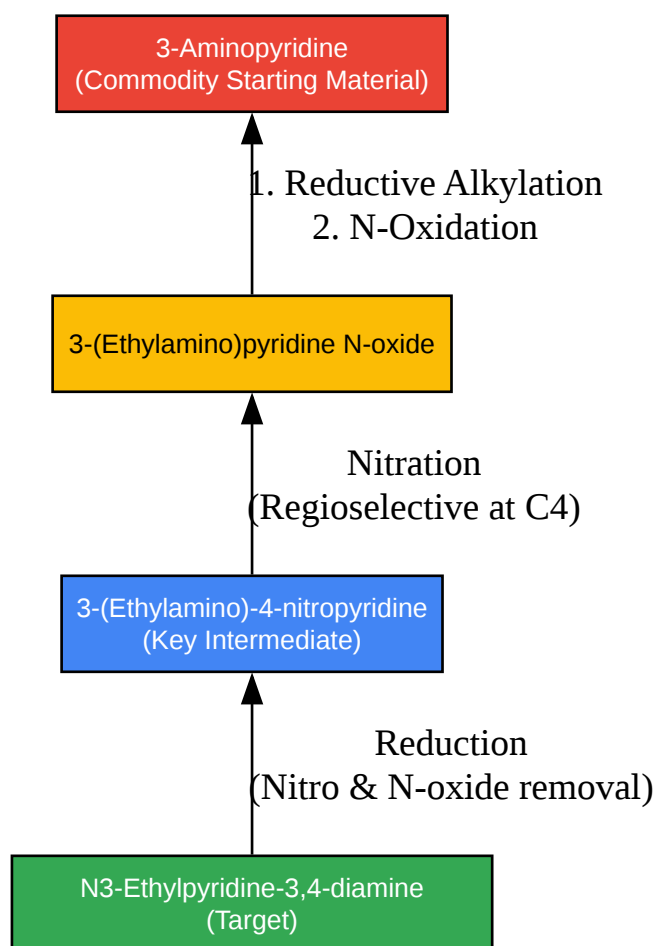 3-Aminopyridine
(Commodity Starting Material)
1. Reductive Alkylation
2. N-Oxidation
3-(Ethylamino)pyridine N-oxide
Nitration
(Regioselective at C4)
3-(Ethylamino)-4-nitropyridine
(Key Intermediate)
Reduction
(Nitro & N-oxide removal)
N3-Ethylpyridine-3,4-diamine
(Target)